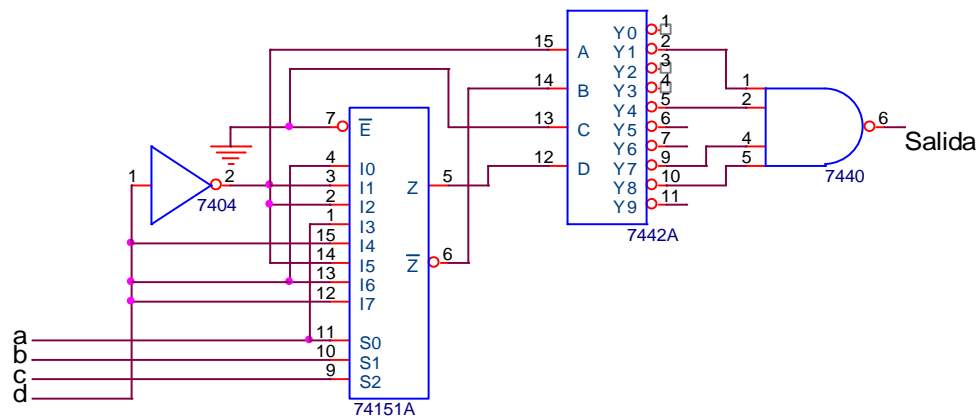 1
2
7404
7
4
3
2
1
15
14
13
12
11
10
9
E
I0
I1
I2
I3
I4
I5
I6
I7
S0
S1
S2
Z
Z
5
6
74151A
15
14
13
12
A
B
C
D
Y0
Y1
Y2
Y3
Y4
Y5
Y6
Y7
Y8
Y9
1
2
3
4
5
6
7
9
10
11
7442A
1
2
4
5
6
7440
Salida
a
b
c
d